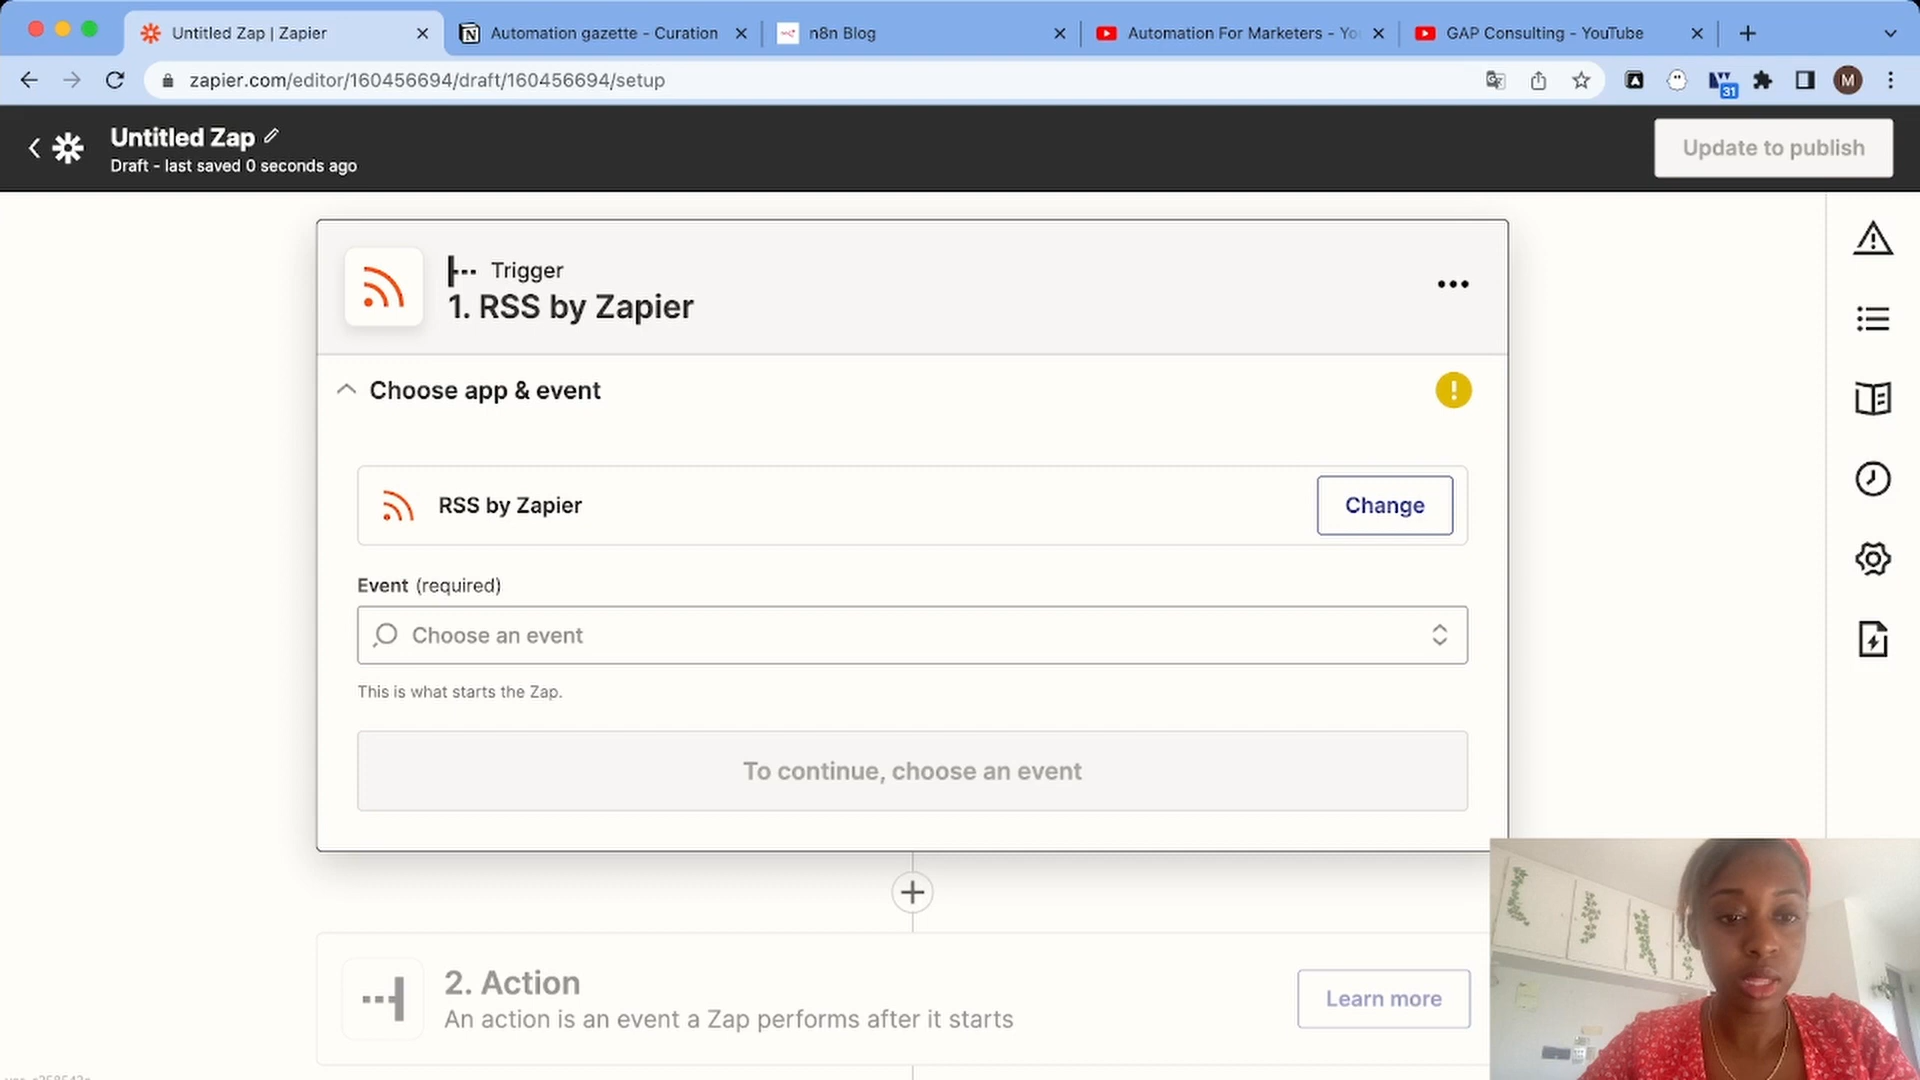 Untitled Zap | Zapier
Automation gazette - Curation
n8n Blog
Automation For Marketers - Yo
GAP Consulting - YouTube
zapier.com/editor/160456694/draft/160456694/setup
31
M
Untitled Zap
Draft - last saved 0 seconds ago
Update to publish
Trigger
1. RSS by Zapier
Choose app & event
RSS by Zapier
Change
Event (required)
Choose an event
This is what starts the Zap.
To continue, choose an event
2. Action
An action is an event a Zap performs after it starts
Learn more